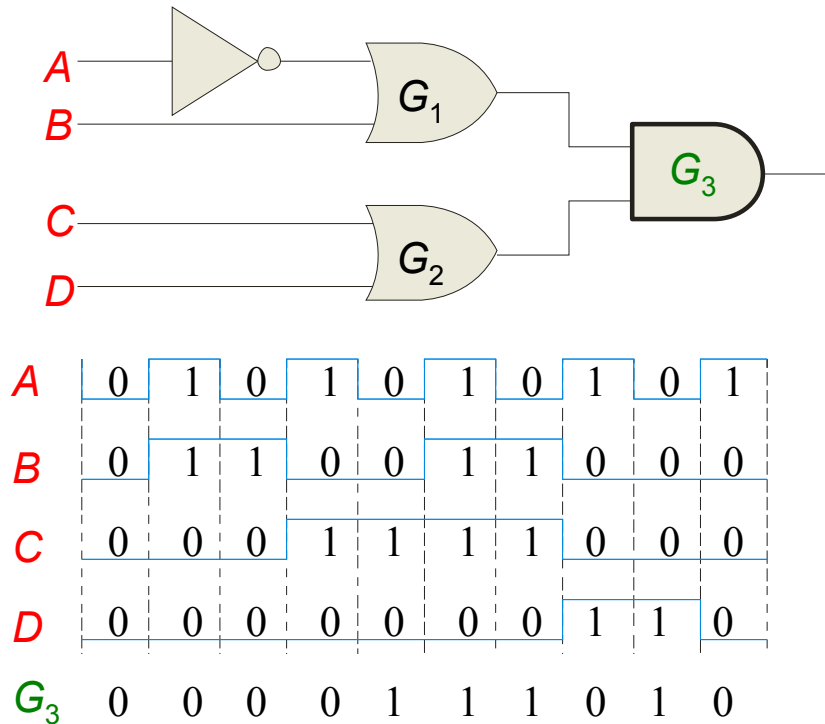 A
B
G1
G3
C
D
G2
A 0 1 0 1 0 1 0 1 0 1
B 0 1 1 0 0 1 1 0 0 0
C 0 0 0 1 1 1 1 0 0 0
D 0 0 0 0 0 0 0 1 1 0
G3 0 0 0 0 1 1 1 0 1 0